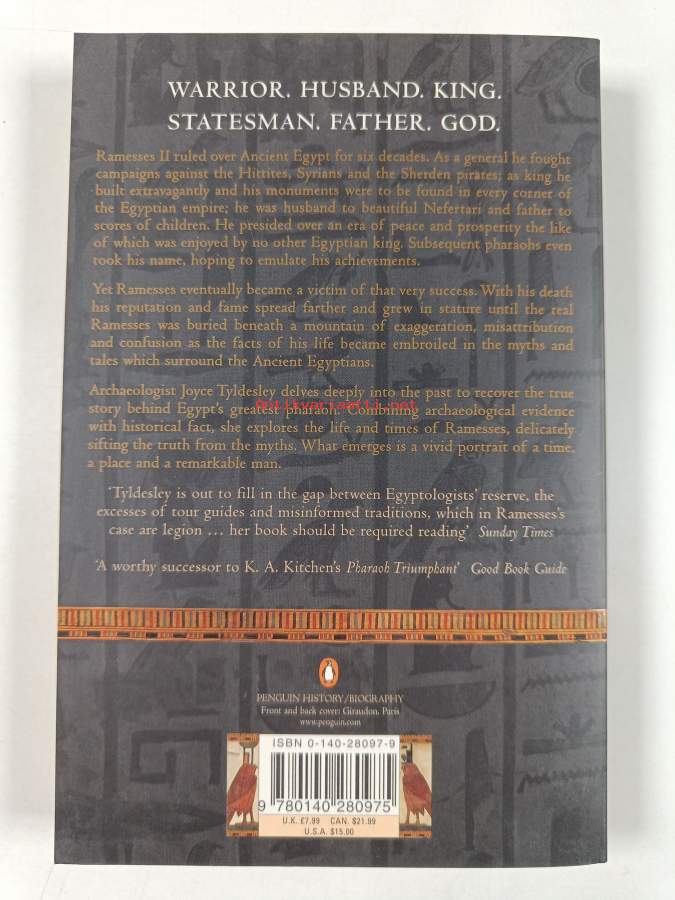 WARRIOR. HUSBAND. KING.
STATESMAN. FATHER. GOD.
Ramesses II ruled over Ancient Egypt for six decades. As a general he fought
campaigns against the Hittites, Syrians and the Sherden pirates; as king he
built extravagantly and his monuments were to be found in every corner of
the Egyptian empire; he was husband to beautiful Nefertari and father to
scores of children. He presided over an era of peace and prosperity the like
of which was enjoyed by no other Egyptian king. Subsequent pharaohs even
took his name, hoping to emulate his achievements.
Yet Ramesses eventually became a victim of that very success. With his death
his reputation and fame spread farther and grew in stature until the real
Ramesses was buried beneath a mountain of exaggeration, misattribution
and confusion as the facts of his life became embroiled in the myths and
tales which surround the Ancient Egyptians.
Archaeologist Joyce Tyldesley delves deeply into the past to recover the true
story behind Egypt's greatest pharaoh. Combining archaeological evidence
Antikvariaatti.net
with historical fact, she explores the life and times of Ramesses, delicately
sifting the truth from the myths. What emerges is a vivid portrait of a time,
a place and a remarkable man.
'Tyldesley is out to fill in the gap between Egyptologists' reserve, the
excesses of tour guides and misinformed traditions, which in Ramesses's
case are legion ... her book should be required reading' Sunday Times
'A worthy successor to K. A. Kitchen's Pharaoh Triumphant' Good Book Guide
PENGUIN HISTORY/BIOGRAPHY
Front and back cover: Giraudon, Paris
www.penguin.com
ISBN 0-140-28097-9
9 780140 280975
U.K. £7.99 CAN. $21.99
U.S.A. $15.00